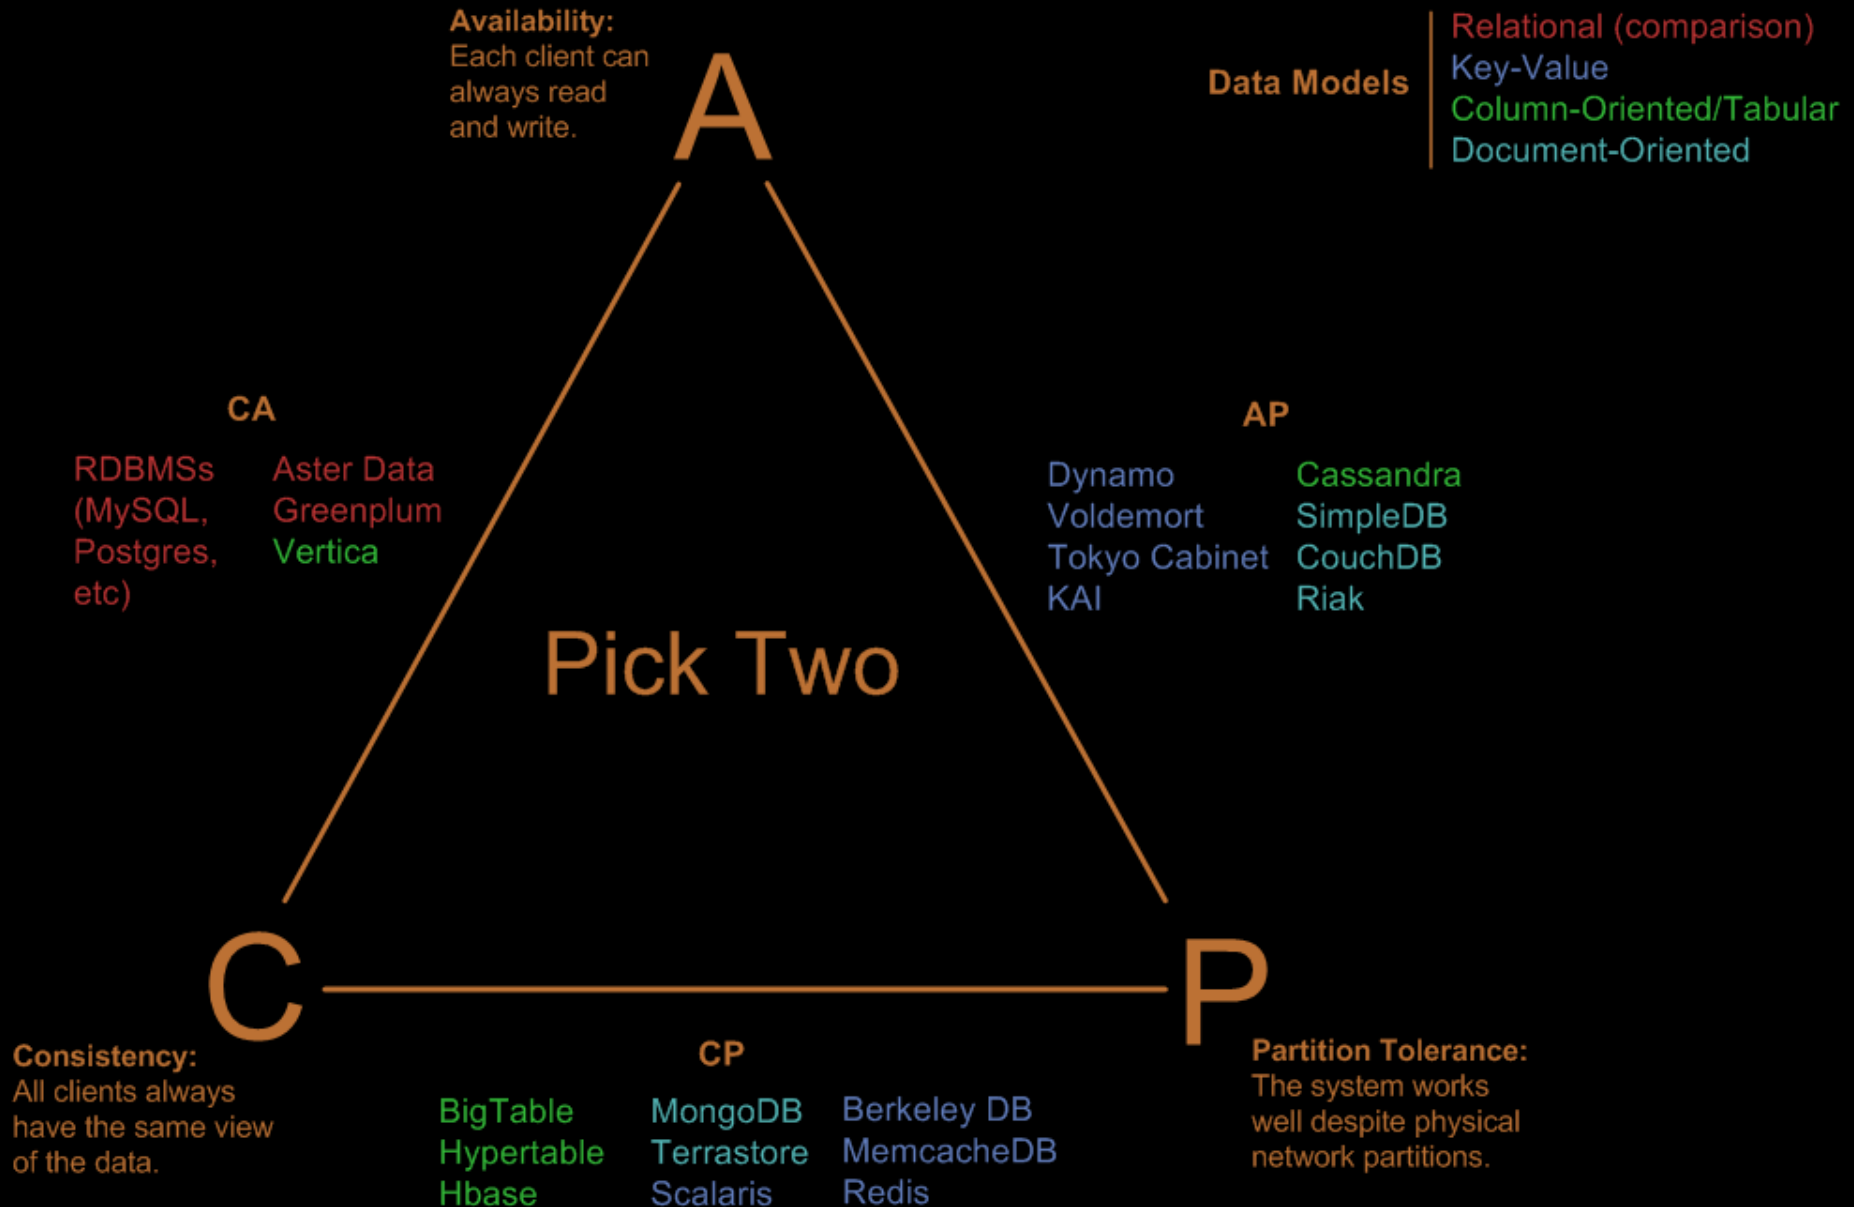 Availability:
Each client can
always read
and write.
A
Data Models
Relational (comparison)
Key-Value
Column-Oriented/Tabular
Document-Oriented
CA
RDBMSs
(MySQL,
Postgres,
etc)
Aster Data
Greenplum
Vertica
AP
Dynamo
Voldemort
Tokyo Cabinet
KAI
Cassandra
SimpleDB
CouchDB
Riak
Pick Two
C
Consistency:
All clients always
have the same view
of the data.
CP
BigTable
Hypertable
Hbase
MongoDB
Terrastore
Scalaris
Berkeley DB
MemcacheDB
Redis
P
Partition Tolerance:
The system works
well despite physical
network partitions.